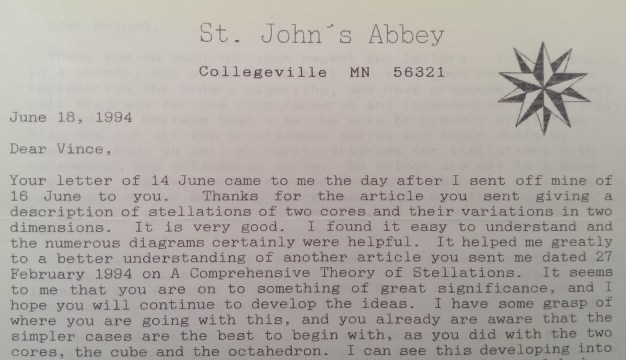 St. John´s Abbey
Collegeville MN 56321
June 18, 1994
Dear Vince,
Your letter of 14 June came to me the day after I sent off mine of
16 June to you. Thanks for the article you sent giving a
description of stellations of two cores and their variations in two
dimensions. It is very good. I found it easy to understand and
the numerous diagrams certainly were helpful. It helped me greatly
to a better understanding of another article you sent me dated 27
February 1994 on A Comprehensive Theory of Stellations. It seems
to me that you are on to something of great significance, and I
hope you will continue to develop the ideas. I have some grasp of
where you are going with this, and you already are aware that the
simpler cases are the best to begin with, as you did with the two
cores, the cube and the octahedron. I can see this developing into